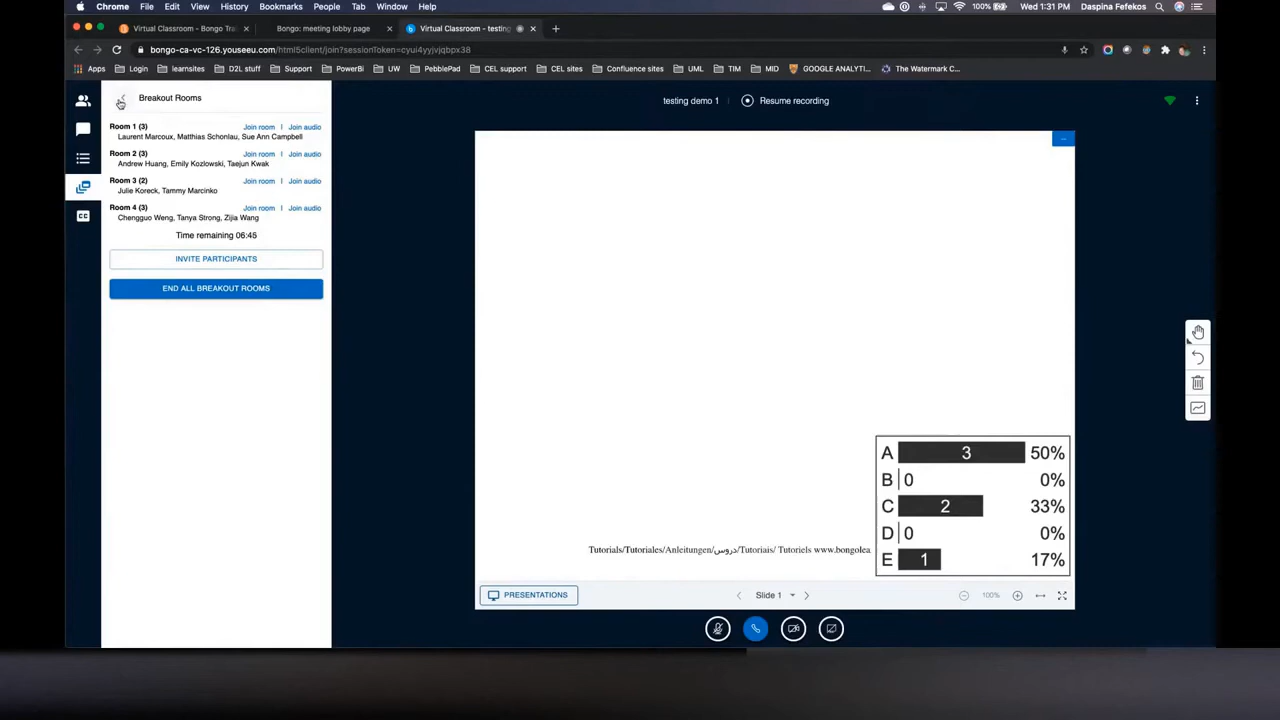 Chrome File Edit View History Bookmarks People Tab Window Help 100% Wed 1:31 PM Daspina Fefekos
Virtual Classroom - Bongo Tra Bongo: meeting lobby page Virtual Classroom - testing
bongo-ca-vc-126.youseeu.com/html5client/join?sessionToken=cyui4yyjvjqbpx38
Apps Login learnsites D2L stuff Support PowerBi UW PebblePad CEL support CEL sites Confluence sites UML TIM MID GOOGLE ANALYTI... The Watermark C...
Breakout Rooms
testing demo 1 | Resume recording
Room 1 (3) Join room | Join audio
Laurent Marcoux, Matthias Schonlau, Sue Ann Campbell
Room 2 (3) Join room | Join audio
Andrew Huang, Emily Kozlowski, Taejun Kwak
Room 3 (2) Join room | Join audio
Julie Koreck, Tammy Marcinko
Room 4 (3) Join room | Join audio
Chengguo Weng, Tanya Strong, Zijia Wang
Time remaining 06:45
INVITE PARTICIPANTS
END ALL BREAKOUT ROOMS
CC
A 3 50%
B 0 0%
C 2 33%
D 0 0%
E 1 17%
Tutorials/Tutoriales/Anleitungen/دروس/Tutoriais/ Tutoriels www.bongolea
PRESENTATIONS Slide 1 100%